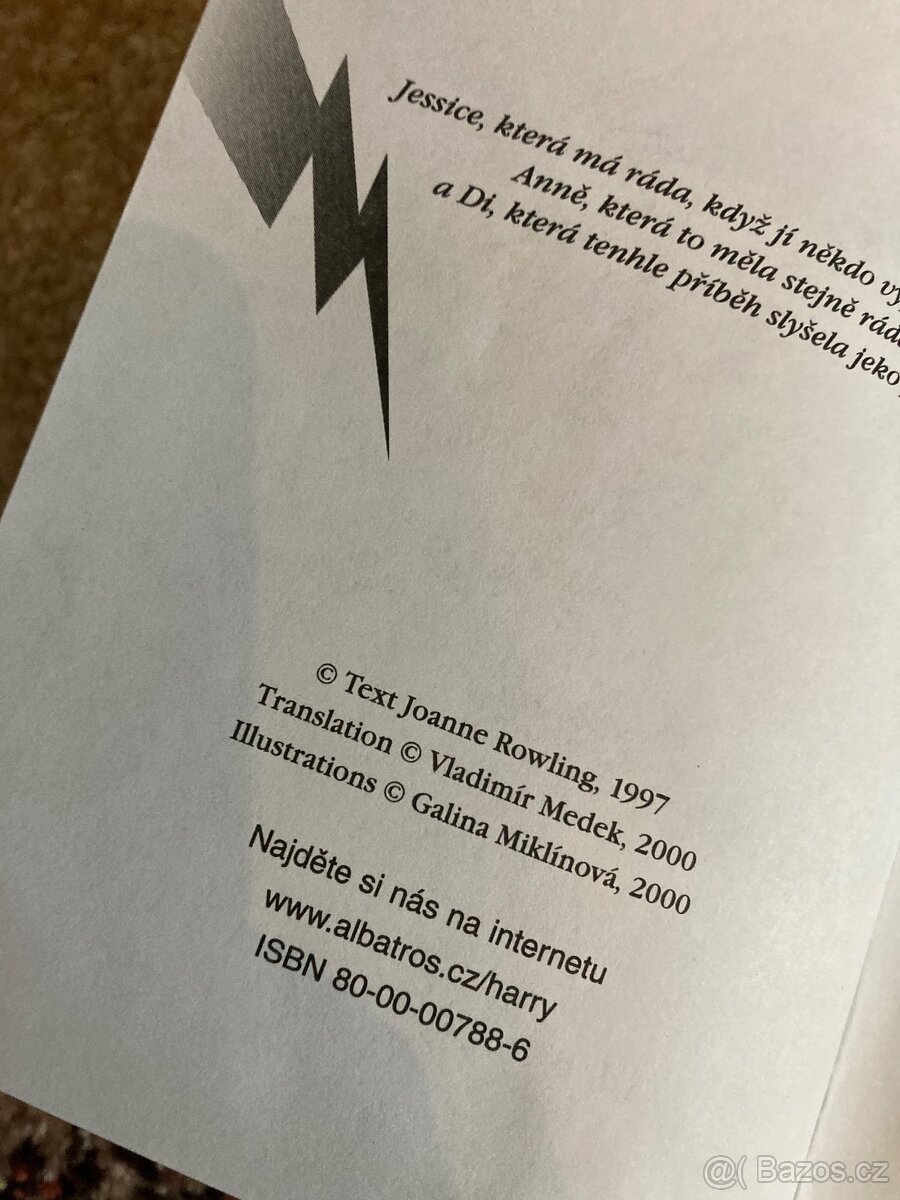 Jessice, která má ráda, když jí někdo
Anně, která to měla stejně
a Di, která tenhle příběh slyšela
© Text Joanne Rowling, 1997
Translation © Vladimír Medek, 2000
Illustrations © Galina Miklínová, 2000
Najděte si nás na internetu
www.albatros.cz/harry
ISBN 80-00-00788-6
@( Bazos.cz